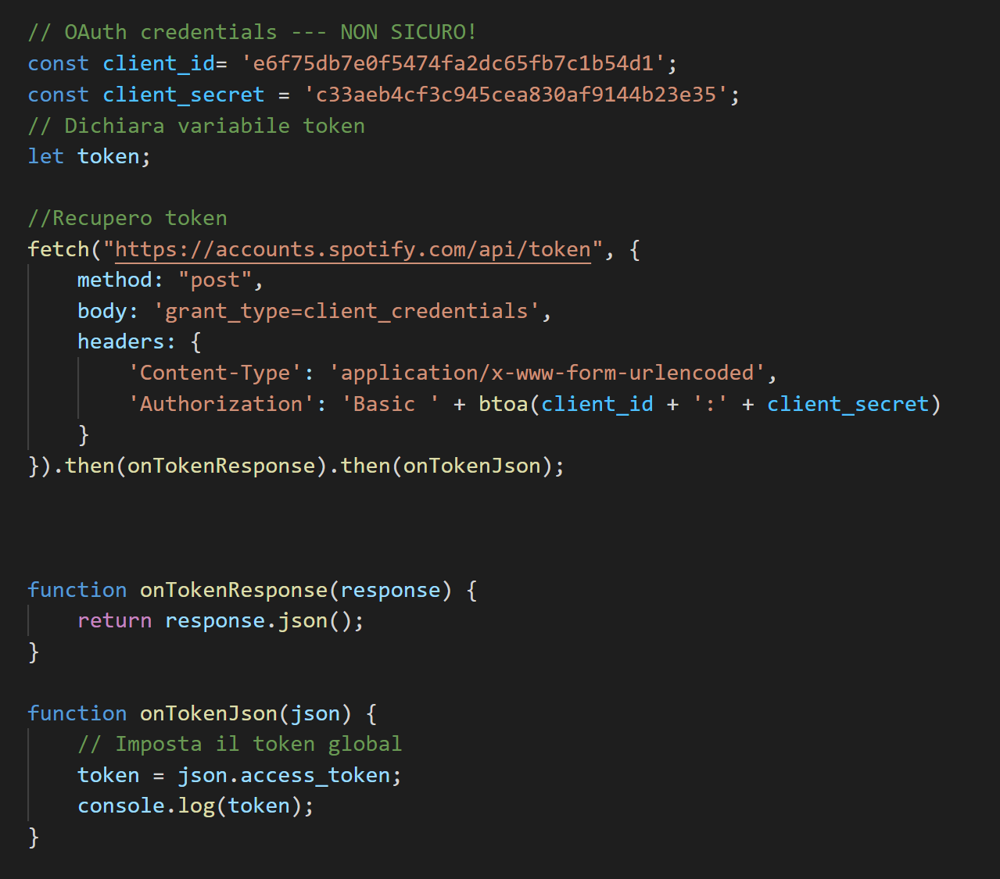 // OAuth credentials --- NON SICURO!
const client_id= 'e6f75db7e0f5474fa2dc65fb7c1b54d1';
const client_secret = 'c33aeb4cf3c945cea830af9144b23e35';
// Dichiara variabile token
let token;
//Recupero token
fetch("https://accounts.spotify.com/api/token", {
    method: "post",
    body: 'grant_type=client_credentials',
    headers: {
        'Content-Type': 'application/x-www-form-urlencoded',
        'Authorization': 'Basic ' + btoa(client_id + ':' + client_secret)
    }
}).then(onTokenResponse).then(onTokenJson);
function onTokenResponse(response) {
    return response.json();
}
function onTokenJson(json) {
    // Imposta il token global
    token = json.access_token;
    console.log(token);
}